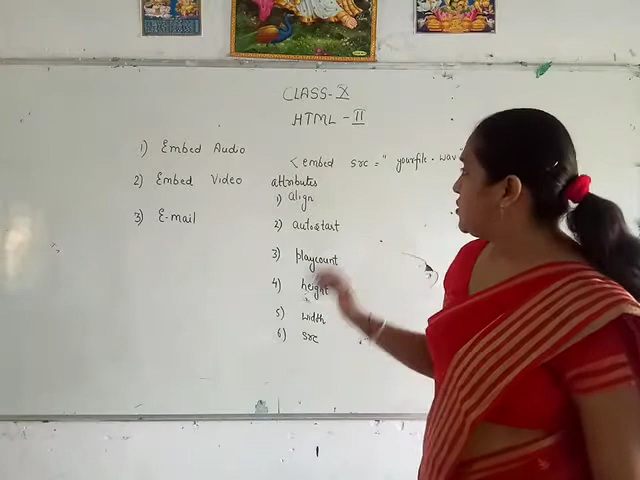 CLASS-X
HTML - II
1) Embed Audio
2) Embed Video
3) E-mail
<embed src = " yourfile.wav
attributes
1) align
2) autostart
3) playcount
4) height
5) width
6) src